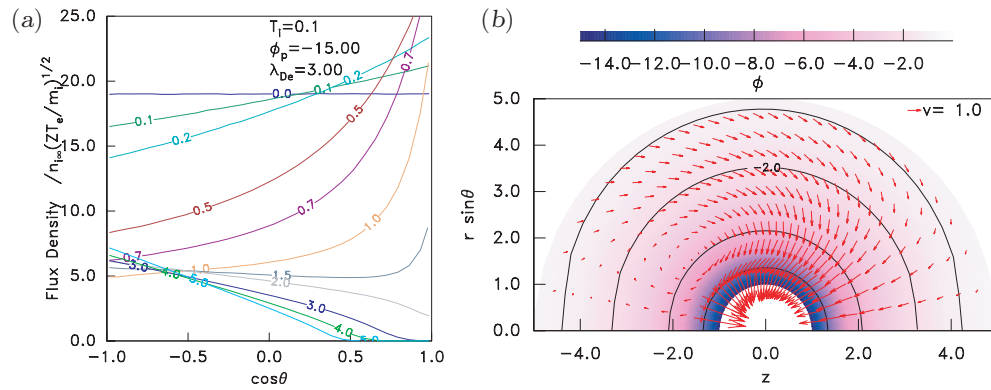 (a)
Flux Density /n_{i∞}(ZT_e/m_i)^{1/2}
25.0
20.0
15.0
10.0
5.0
0.0
T_i=0.1
φ_p=−15.00
λ_{De}=3.00
0.0
0.1
0.1
0.2
0.2
0.5
0.5
0.7
0.7
0.7
1.0
1.0
1.5
2.0
3.0
3.0
4.0
4.0
5.0
5.0
−1.0 −0.5 0.0 0.5 1.0
cosθ
(b)
−14.0 −12.0 −10.0 −8.0 −6.0 −4.0 −2.0
φ
v= 1.0
r sinθ
5.0
4.0
3.0
2.0
1.0
0.0
−2.0
−4.0 −2.0 0.0 2.0 4.0
z